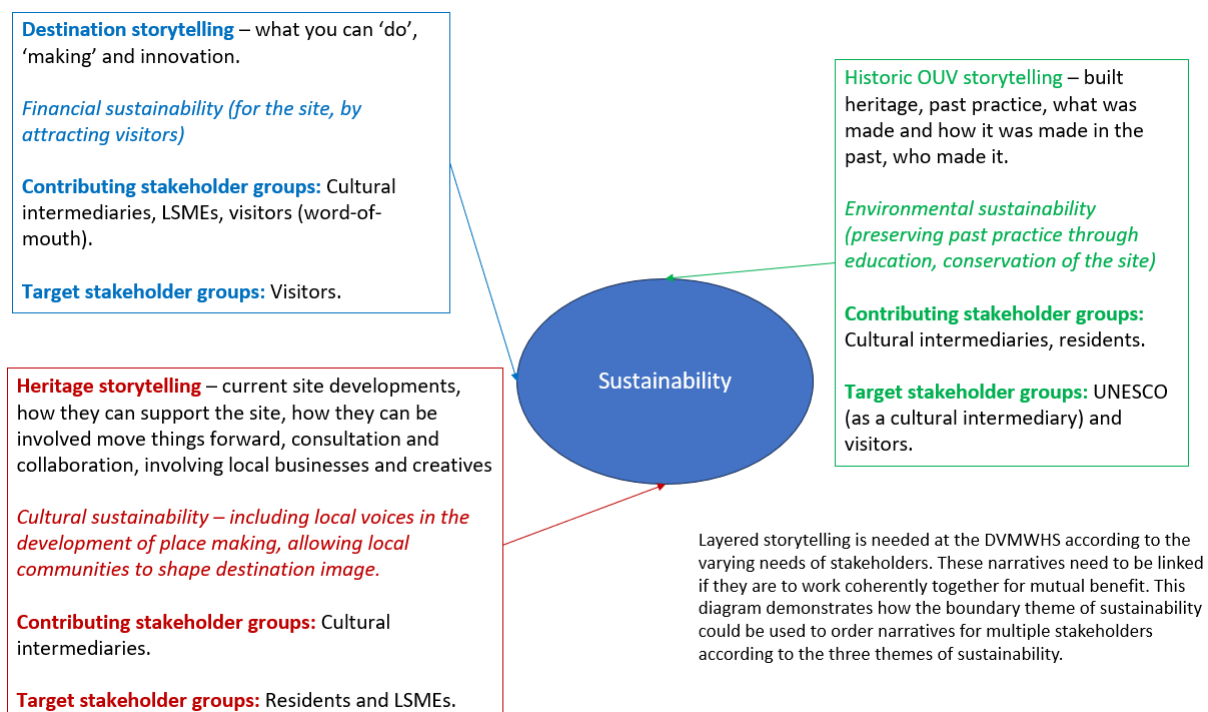 Destination storytelling – what you can ‘do’,
‘making’ and innovation.
Financial sustainability (for the site, by
attracting visitors)
Contributing stakeholder groups: Cultural
intermediaries, LSMEs, visitors (word-of-
mouth).
Target stakeholder groups: Visitors.
Historic OUV storytelling – built
heritage, past practice, what was
made and how it was made in the
past, who made it.
Environmental sustainability
(preserving past practice through
education, conservation of the site)
Contributing stakeholder groups:
Cultural intermediaries, residents.
Target stakeholder groups: UNESCO
(as a cultural intermediary) and
visitors.
Sustainability
Heritage storytelling – current site developments,
how they can support the site, how they can be
involved move things forward, consultation and
collaboration, involving local businesses and creatives
Cultural sustainability – including local voices in the
development of place making, allowing local
communities to shape destination image.
Contributing stakeholder groups: Cultural
intermediaries.
Target stakeholder groups: Residents and LSMEs.
Layered storytelling is needed at the DVMWHS according to the
varying needs of stakeholders. These narratives need to be linked
if they are to work coherently together for mutual benefit. This
diagram demonstrates how the boundary theme of sustainability
could be used to order narratives for multiple stakeholders
according to the three themes of sustainability.